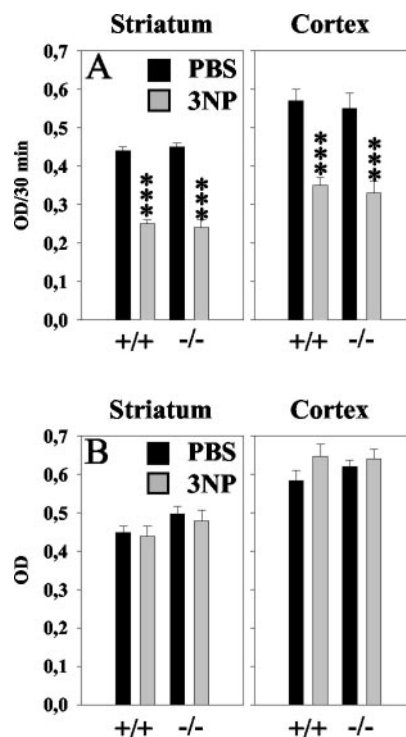 Striatum Cortex
0,7
A PBS
0,6
3NP
0,5
0,4
OD/30 min
*** *** *** ***
0,3
0,2
0,1
0,0
+/+ -/- +/+ -/-
Striatum Cortex
0,7
B PBS
0,6
3NP
0,5
0,4
OD
0,3
0,2
0,1
0,0
+/+ -/- +/+ -/-